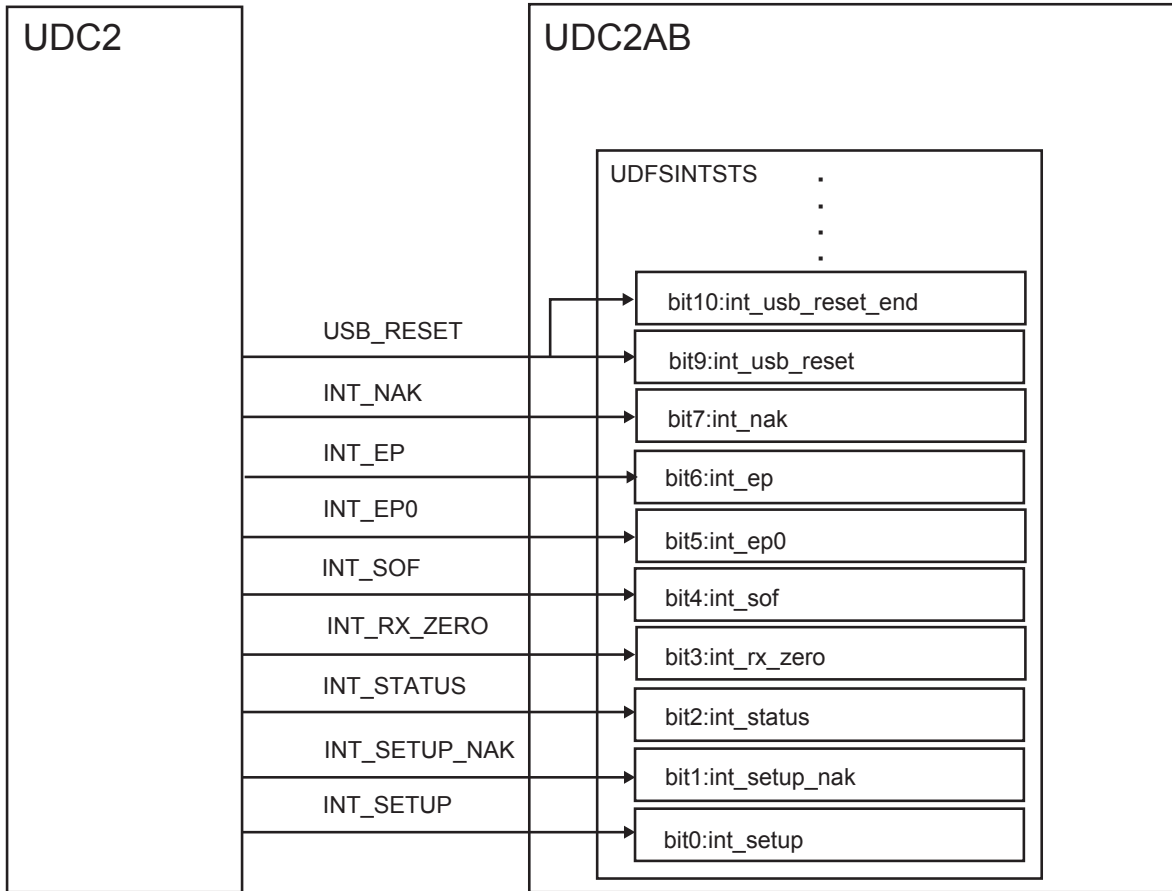 UDC2
UDC2AB
UDFSINTSTS
bit10:int_usb_reset_end
USB_RESET
bit9:int_usb_reset
INT_NAK
bit7:int_nak
INT_EP
bit6:int_ep
INT_EP0
bit5:int_ep0
INT_SOF
bit4:int_sof
INT_RX_ZERO
bit3:int_rx_zero
INT_STATUS
bit2:int_status
INT_SETUP_NAK
bit1:int_setup_nak
INT_SETUP
bit0:int_setup